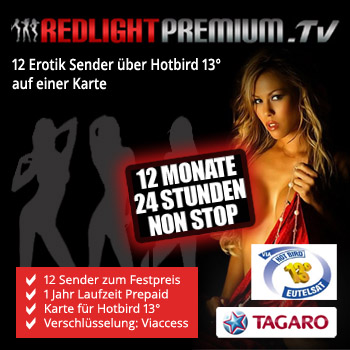 REDLIGHTPREMIUM.TV
12 Erotik Sender über Hotbird 13°
auf einer Karte
12 MONATE
24 STUNDEN
NON STOP
12 Sender zum Festpreis
1 Jahr Laufzeit Prepaid
Karte für Hotbird 13°
Verschlüsselung: Viaccess
HOT BIRD
13°
EUTELSAT
TAGARO